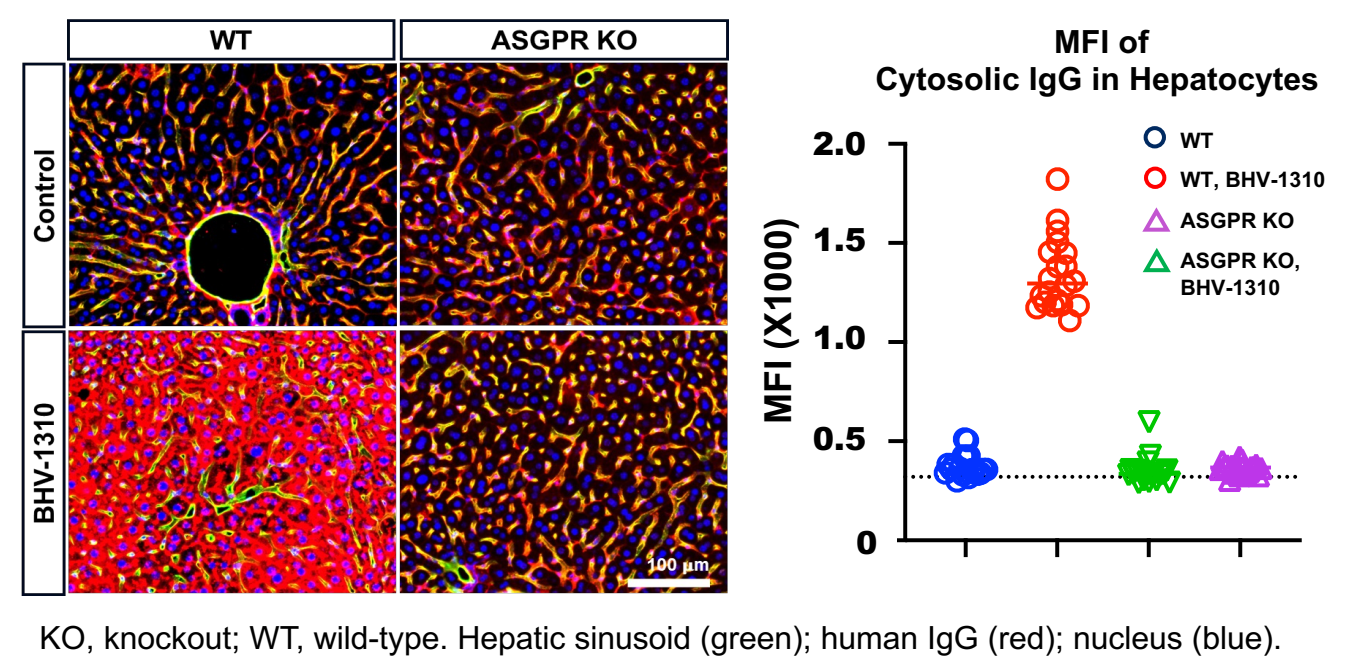 WT
ASGPR KO
Control
BHV-1310
100 μm
MFI of
Cytosolic IgG in Hepatocytes
MFI (X1000)
2.0
1.5
1.0
0.5
0
WT
WT, BHV-1310
ASGPR KO
ASGPR KO,
BHV-1310
KO, knockout; WT, wild-type. Hepatic sinusoid (green); human IgG (red); nucleus (blue).